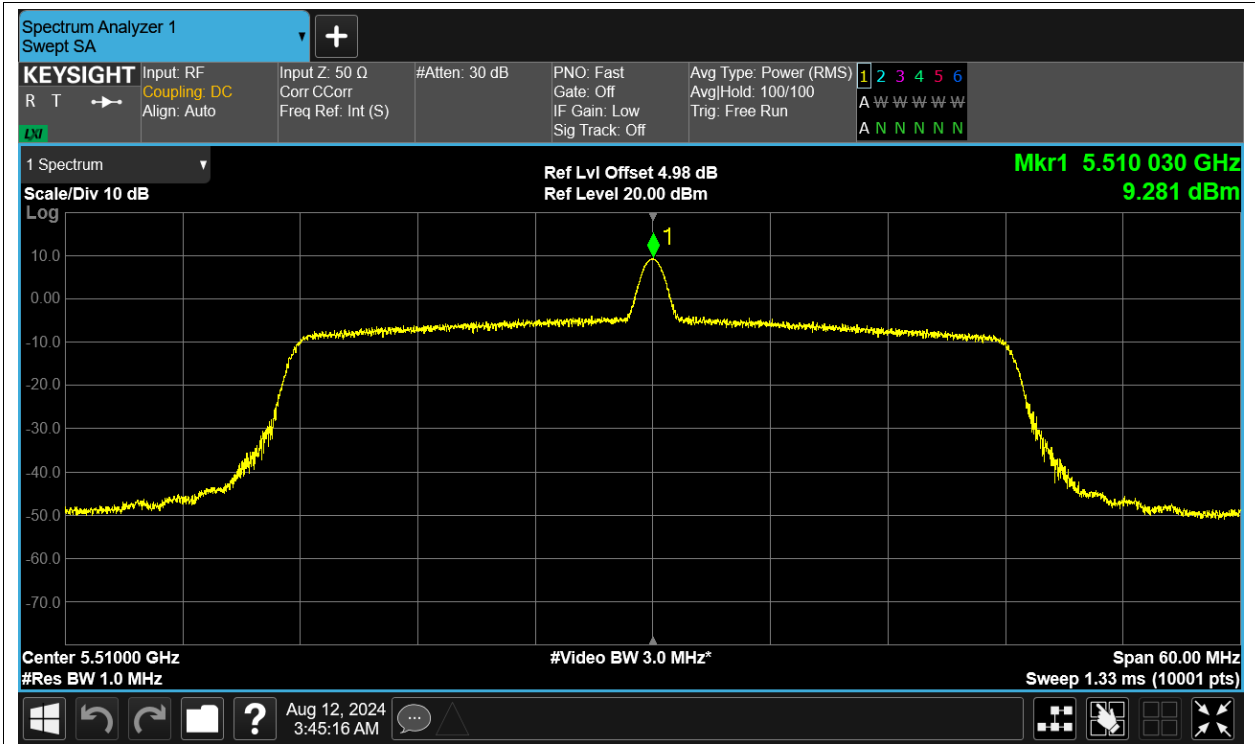 Spectrum Analyzer 1
Swept SA
KEYSIGHT
R T
LXI
Input: RF
Coupling: DC
Align: Auto
Input Z: 50 Ω
Corr CCorr
Freq Ref: Int (S)
#Atten: 30 dB
PNO: Fast
Gate: Off
IF Gain: Low
Sig Track: Off
Avg Type: Power (RMS)
Avg|Hold: 100/100
Trig: Free Run
1 2 3 4 5 6
A W W W W W
A N N N N N
1 Spectrum
Scale/Div 10 dB
Ref Lvl Offset 4.98 dB
Ref Level 20.00 dBm
Mkr1 5.510 030 GHz
9.281 dBm
Log
1
10.0
0.00
-10.0
-20.0
-30.0
-40.0
-50.0
-60.0
-70.0
Center 5.51000 GHz
#Res BW 1.0 MHz
#Video BW 3.0 MHz*
Span 60.00 MHz
Sweep 1.33 ms (10001 pts)
?
Aug 12, 2024
3:45:16 AM